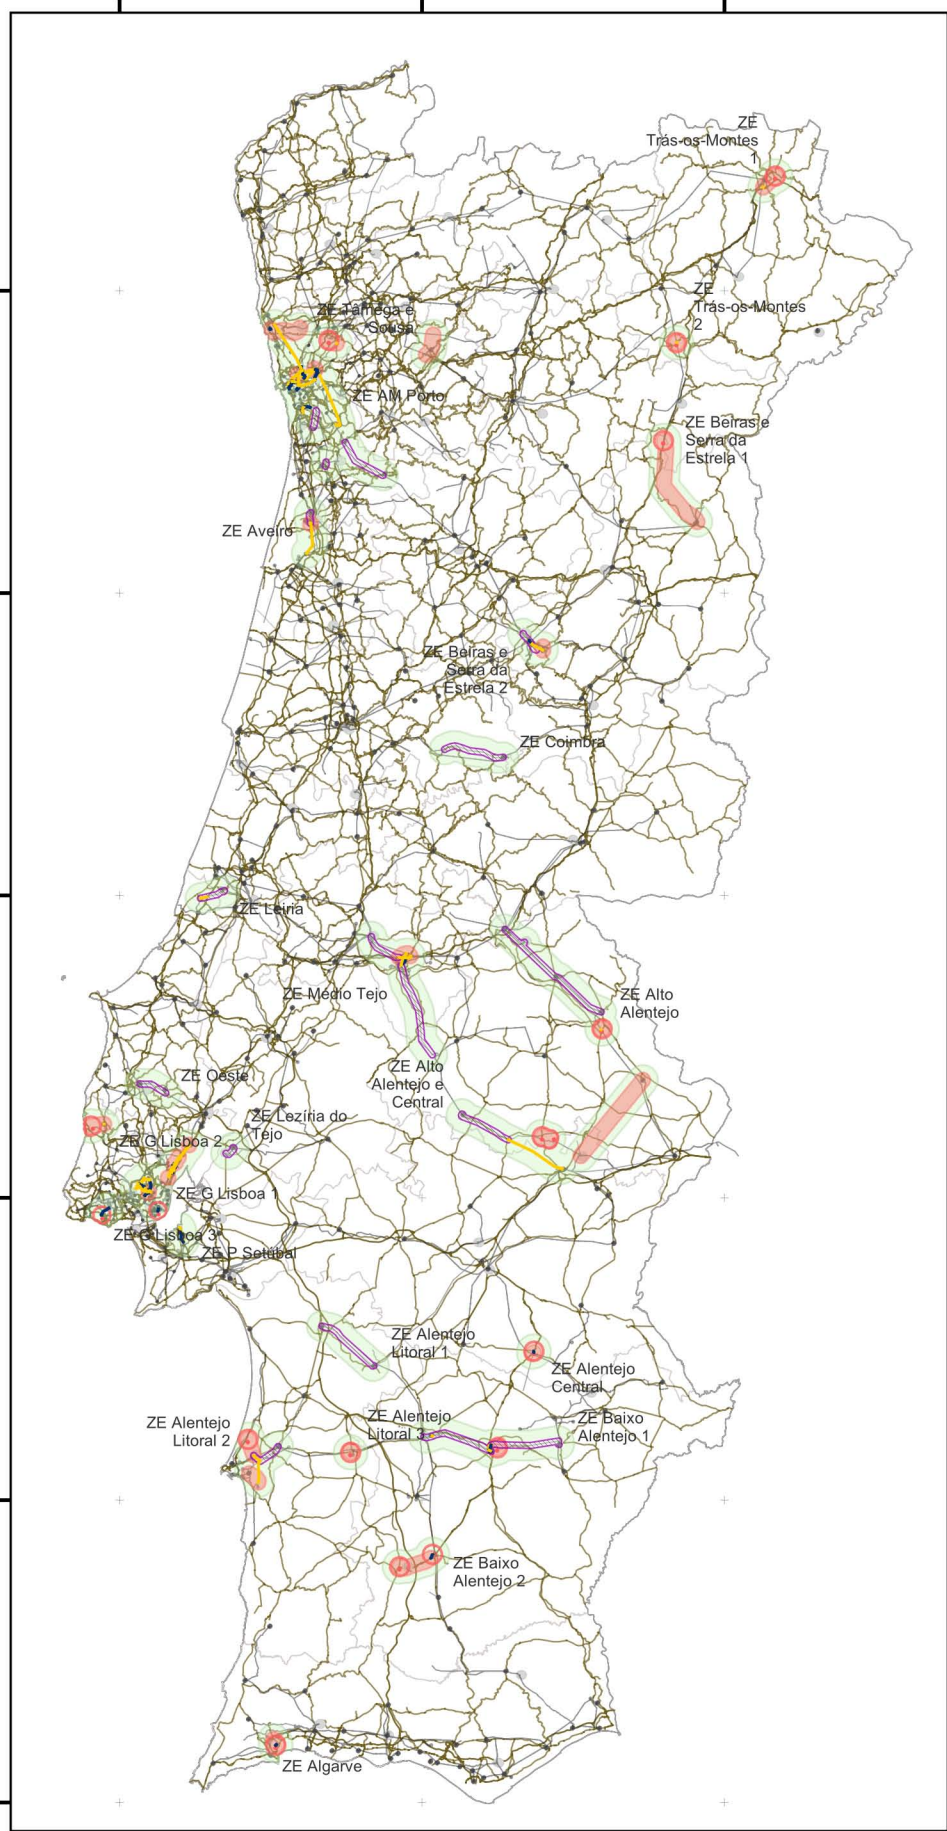 ZE
Trás-os-Montes
1
ZE
Trás-os-Montes
2
ZE Tâmega e
Sousa
ZE AM Porto
ZE Beiras e
Serra da
Estrela 1
ZE Aveiro
ZE Beiras e
Serra da
Estrela 2
ZE Coimbra
ZE Leiria
ZE Médio Tejo
ZE Alto
Alentejo
ZE Alto
Alentejo e
Central
ZE Oeste
ZE Lezíria do
Tejo
ZE G Lisboa 2
ZE G Lisboa 1
ZE G Lisboa 3
ZE P Setúbal
ZE Alentejo
Litoral 1
ZE Alentejo
Central
ZE Alentejo
Litoral 2
ZE Alentejo
Litoral 3
ZE Baixo
Alentejo 1
ZE Baixo
Alentejo 2
ZE Algarve